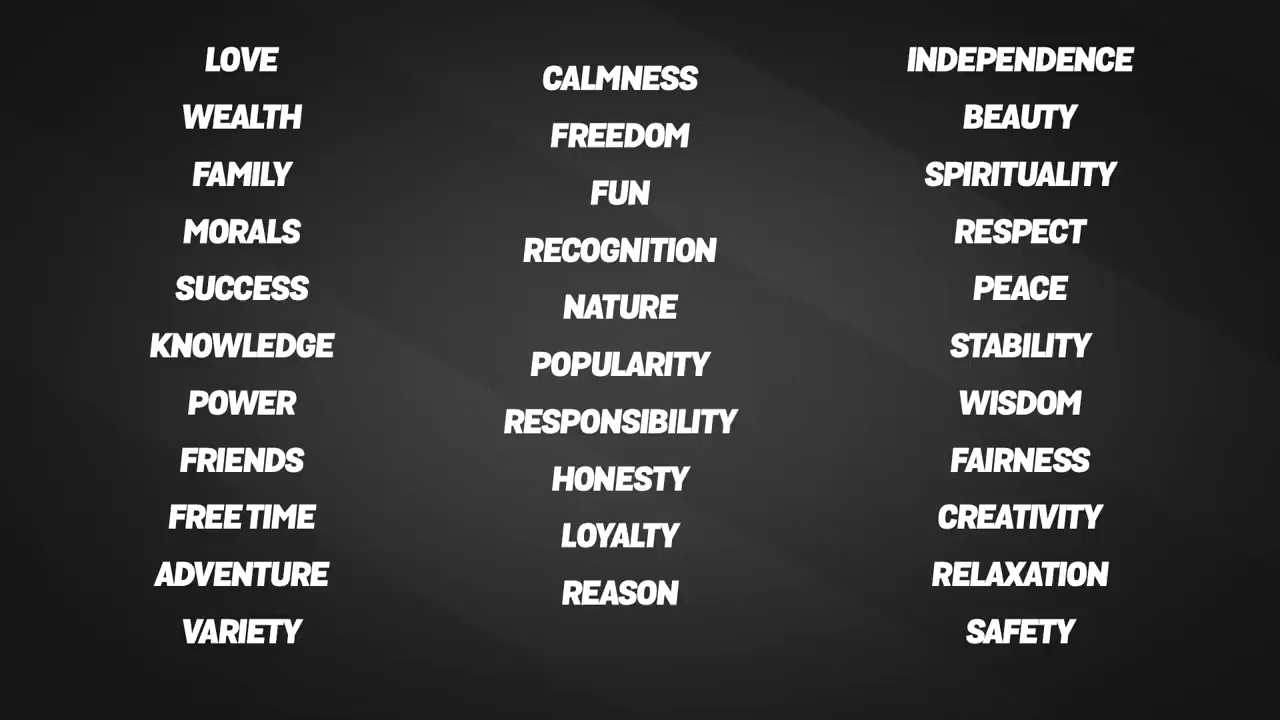 LOVE
WEALTH
FAMILY
MORALS
SUCCESS
KNOWLEDGE
POWER
FRIENDS
FREE TIME
ADVENTURE
VARIETY
CALMNESS
FREEDOM
FUN
RECOGNITION
NATURE
POPULARITY
RESPONSIBILITY
HONESTY
LOYALTY
REASON
INDEPENDENCE
BEAUTY
SPIRITUALITY
RESPECT
PEACE
STABILITY
WISDOM
FAIRNESS
CREATIVITY
RELAXATION
SAFETY